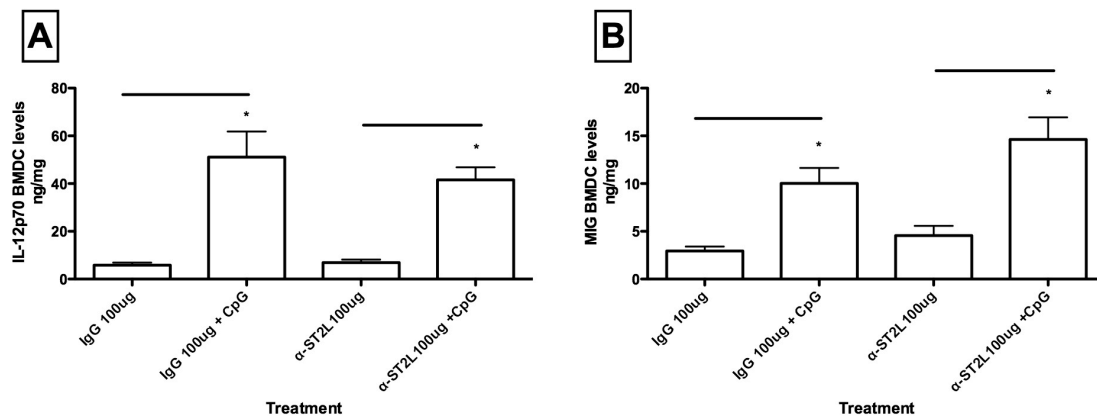 A
IL-12p70 BMDC levels
ng/mg
80
60
40
20
0
*
*
IgG 100ug
IgG 100ug + CpG
α-ST2L 100ug
α-ST2L 100ug +CpG
Treatment
B
MIG BMDC levels
ng/mg
20
15
10
5
0
*
*
IgG 100ug
IgG 100ug + CpG
α-ST2L 100ug
α-ST2L 100ug +CpG
Treatment